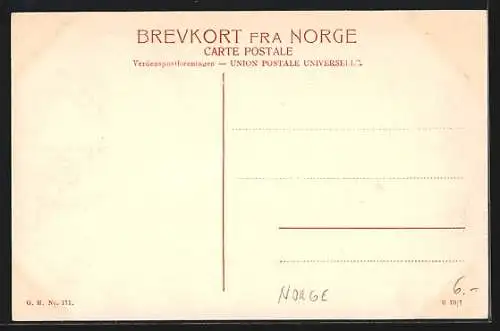 BREVKORT FRA NORGE
CARTE POSTALE
Verdenspostforeningen — UNION POSTALE UNIVERSELLE.
NORGE
6.-
G. H. No. 171.